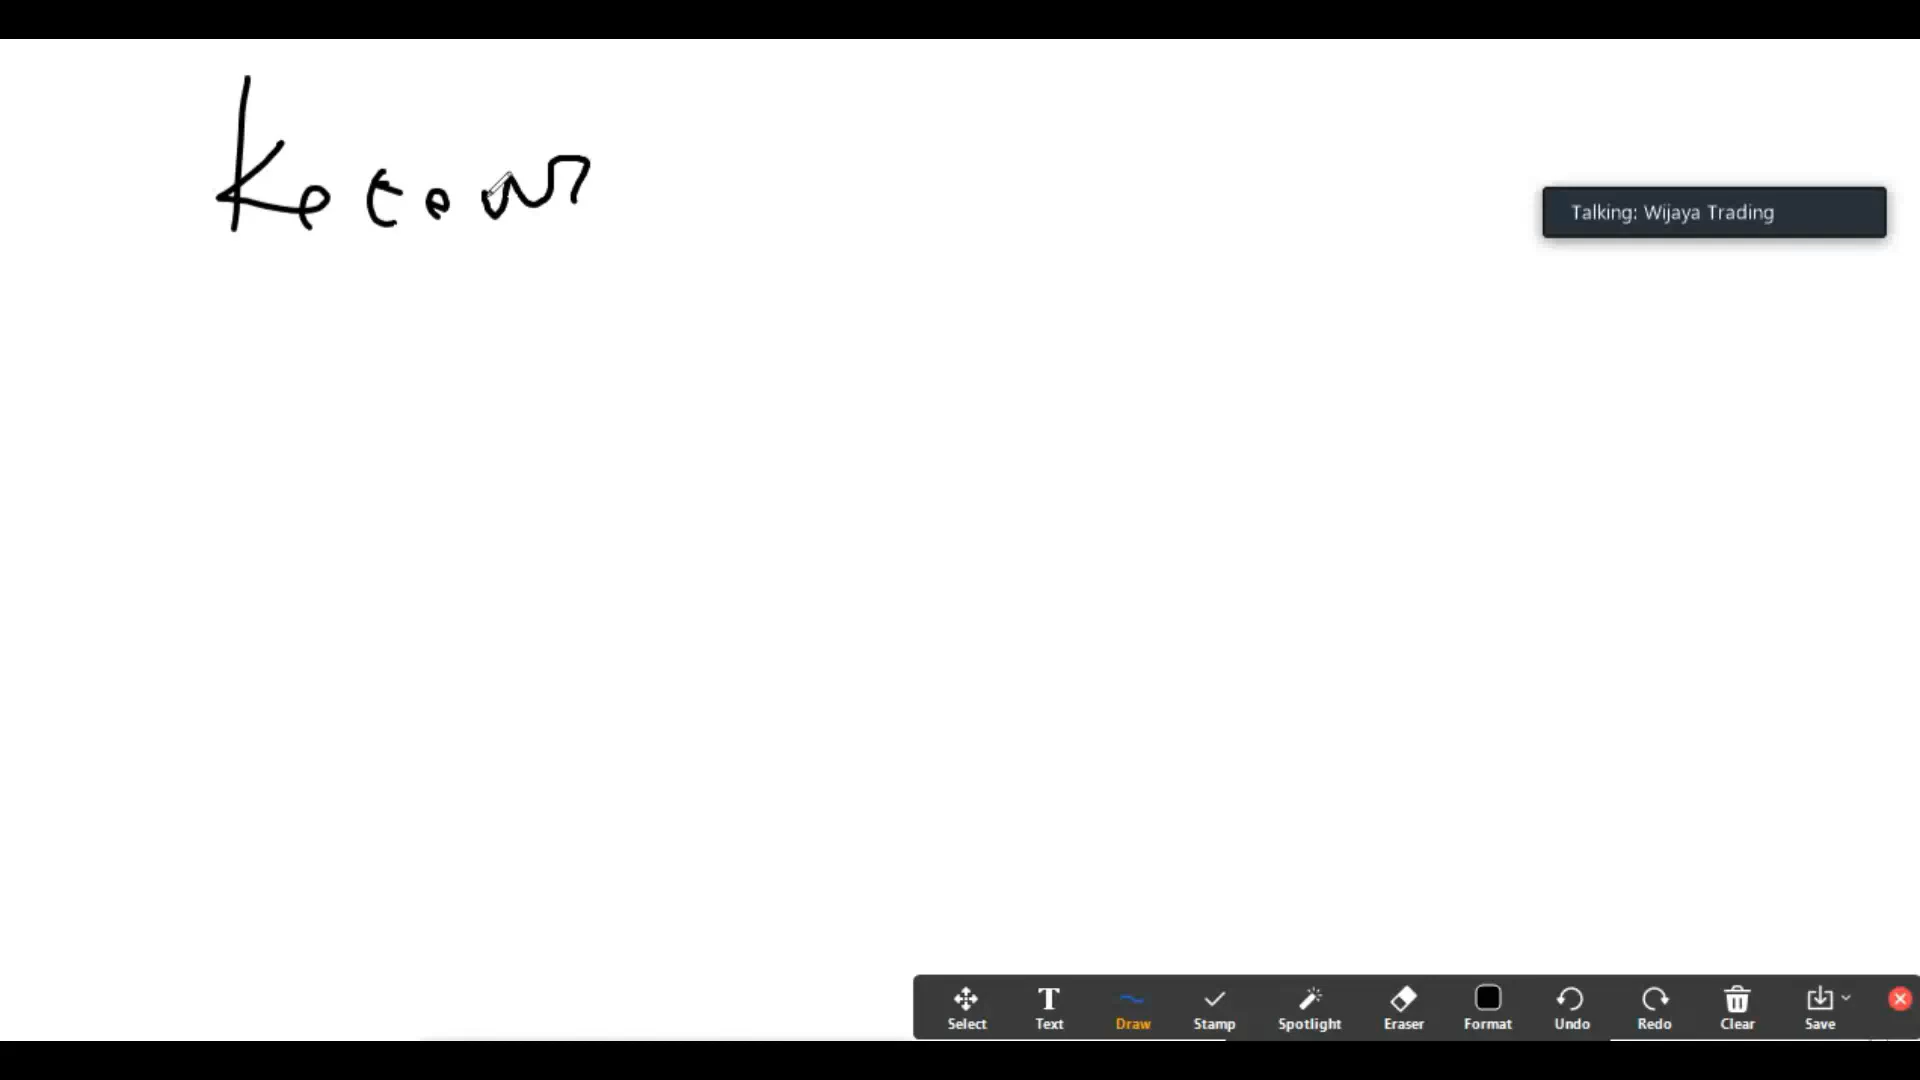 Talking: Wijaya Trading
Select Text Draw Stamp Spotlight Eraser Format Undo Redo Clear Save